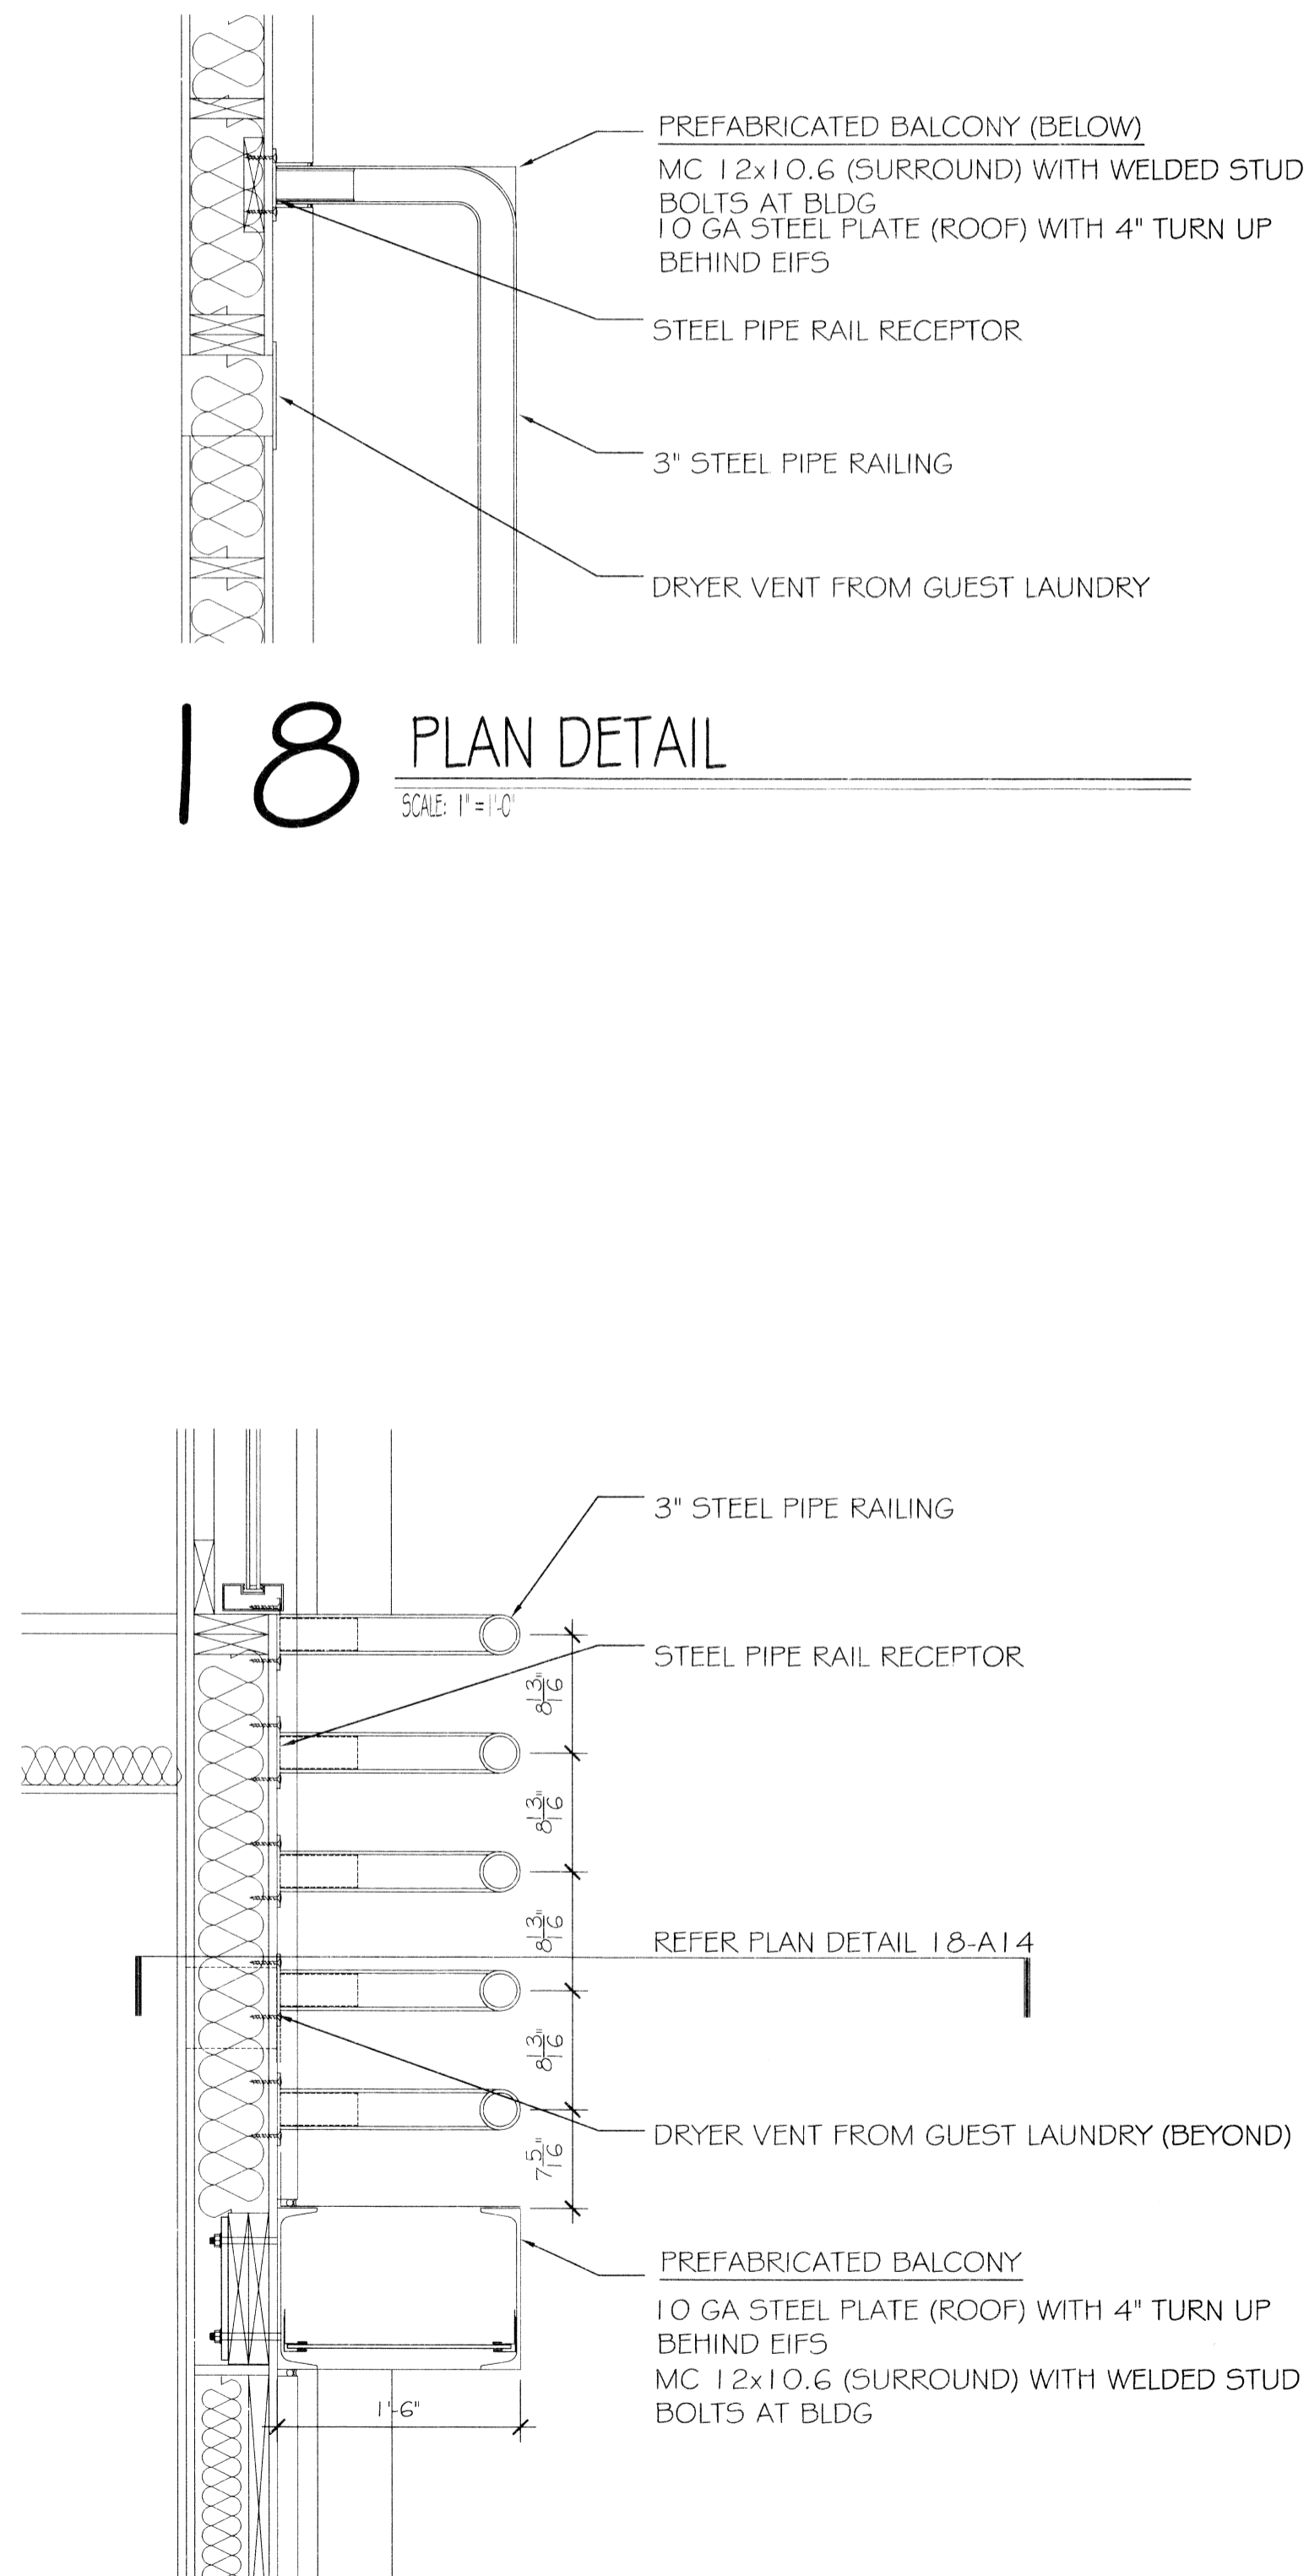 PREFABRICATED BALCONY (BELOW)
MC 12x10.6 (SURROUND) WITH WELDED STUD
BOLTS AT BLDG
10 GA STEEL PLATE (ROOF) WITH 4" TURN UP
BEHIND EIFS
STEEL PIPE RAIL RECEPTOR
3" STEEL PIPE RAILING
DRYER VENT FROM GUEST LAUNDRY
18 PLAN DETAIL
SCALE: 1" = 1'-0"
3" STEEL PIPE RAILING
STEEL PIPE RAIL RECEPTOR
8 3/16"
8 3/16"
8 3/16"
REFER PLAN DETAIL 18-A14
8 3/16"
DRYER VENT FROM GUEST LAUNDRY (BEYOND)
7 5/16"
PREFABRICATED BALCONY
10 GA STEEL PLATE (ROOF) WITH 4" TURN UP
BEHIND EIFS
MC 12x10.6 (SURROUND) WITH WELDED STUD
BOLTS AT BLDG
1'-6"